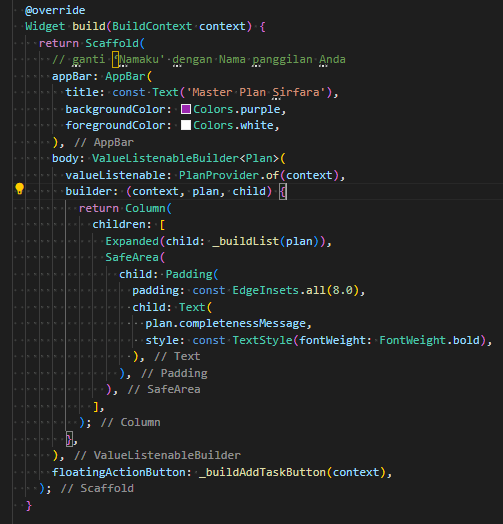 @override
Widget build(BuildContext context) {
return Scaffold(
// ganti 'Namaku' dengan Nama panggilan Anda
appBar: AppBar(
title: const Text('Master Plan Sirfara'),
backgroundColor: Colors.purple,
foregroundColor: Colors.white,
), // AppBar
body: ValueListenableBuilder<Plan>(
valueListenable: PlanProvider.of(context),
builder: (context, plan, child) {
return Column(
children: [
Expanded(child: _buildList(plan)),
SafeArea(
child: Padding(
padding: const EdgeInsets.all(8.0),
child: Text(
plan.completenessMessage,
style: const TextStyle(fontWeight: FontWeight.bold),
), // Text
), // Padding
), // SafeArea
],
); // Column
},
), // ValueListenableBuilder
floatingActionButton: _buildAddTaskButton(context),
); // Scaffold
}